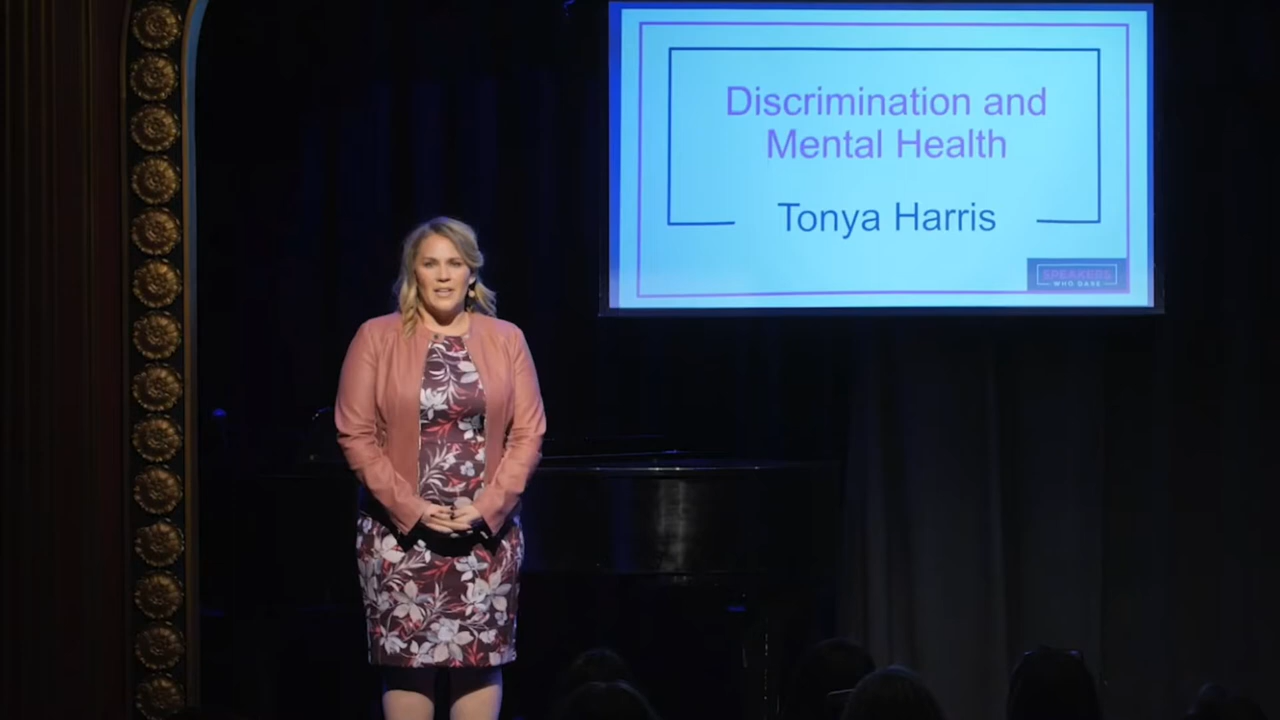 Discrimination and
Mental Health
Tonya Harris
SPEAKERS
WHO DARE